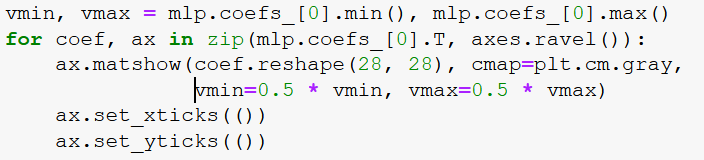 vmin, vmax = mlp.coefs_[0].min(), mlp.coefs_[0].max()
for coef, ax in zip(mlp.coefs_[0].T, axes.ravel()):
    ax.matshow(coef.reshape(28, 28), cmap=plt.cm.gray,
               vmin=0.5 * vmin, vmax=0.5 * vmax)
    ax.set_xticks(())
    ax.set_yticks(())